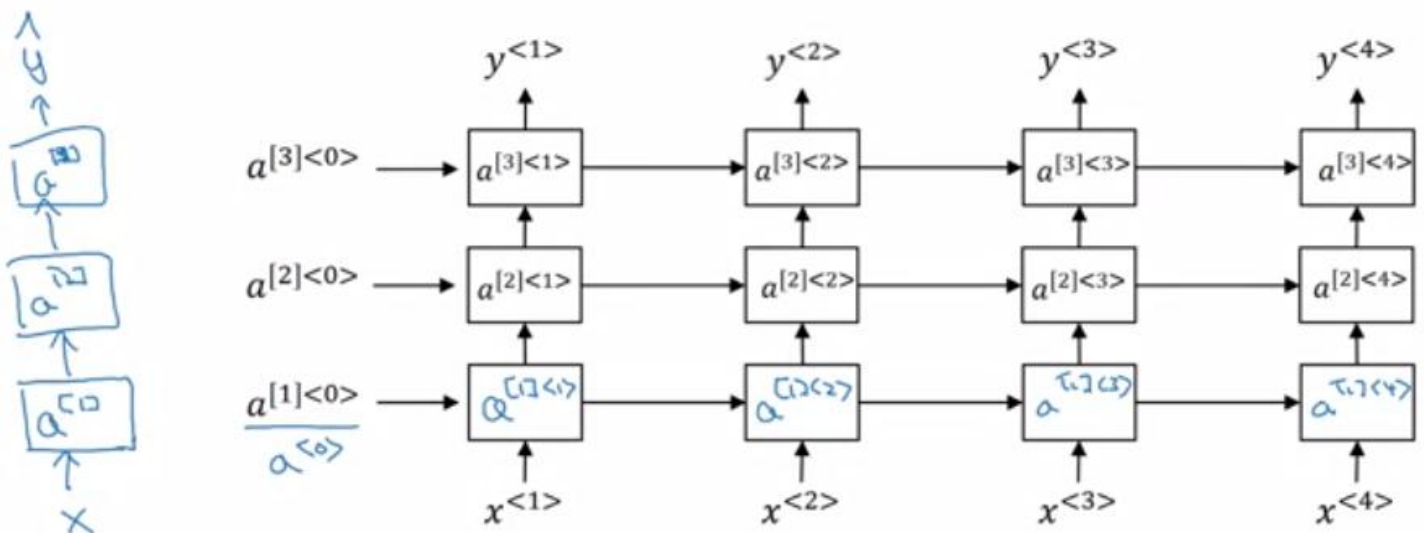 ŷ
y<1> y<2> y<3> y<4>
a[3]
a[3]<0> a[3]<1> a[3]<2> a[3]<3> a[3]<4>
a[2]
a[2]<0> a[2]<1> a[2]<2> a[2]<3> a[2]<4>
a[1]
a[1]<0> a[1]<1> a[1]<2> a[1]<3> a[1]<4>
a<0>
x
x<1> x<2> x<3> x<4>